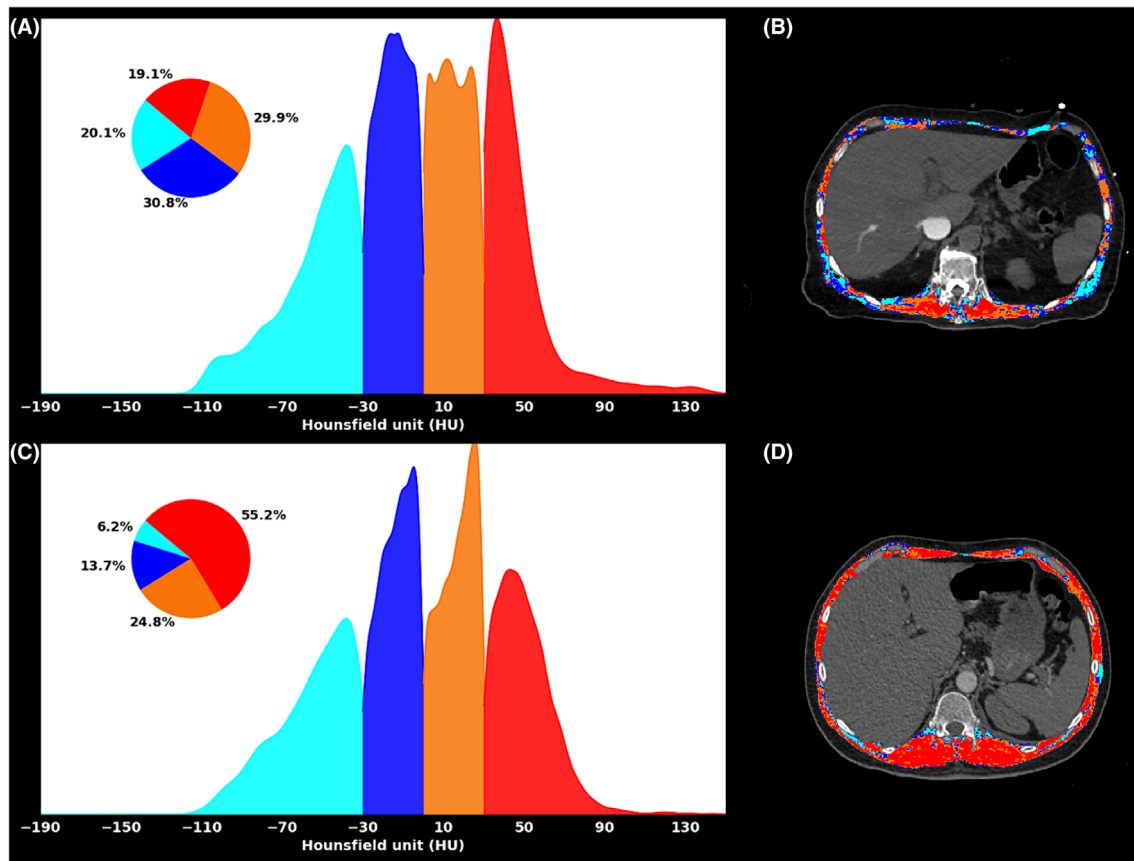 (A)
(B)
19.1%
29.9%
20.1%
30.8%
−190 −150 −110 −70 −30 10 50 90 130
Hounsfield unit (HU)
(C)
(D)
55.2%
6.2%
13.7%
24.8%
−190 −150 −110 −70 −30 10 50 90 130
Hounsfield unit (HU)